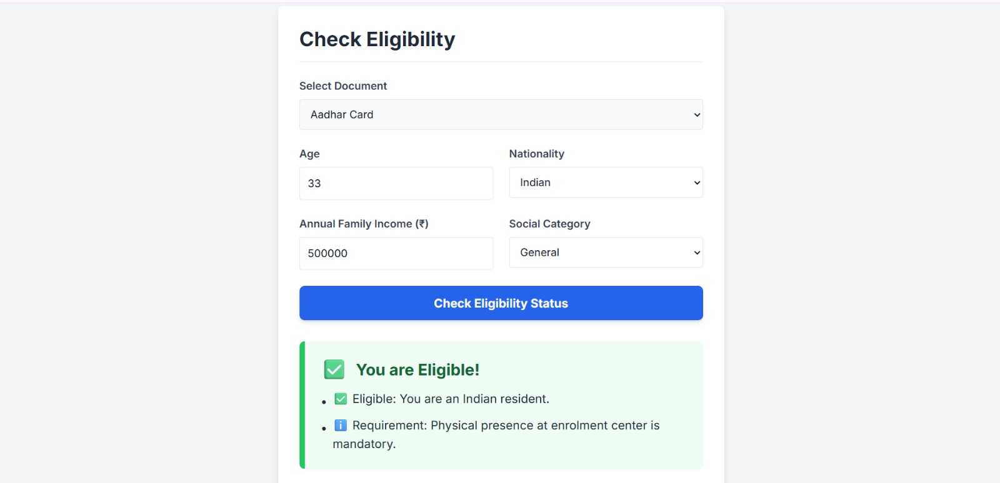 Check Eligibility
Select Document
Aadhar Card
Age
Nationality
33
Indian
Annual Family Income (₹)
Social Category
500000
General
Check Eligibility Status
✅ You are Eligible!
• ✅ Eligible: You are an Indian resident.
• ℹ️ Requirement: Physical presence at enrolment center is
mandatory.